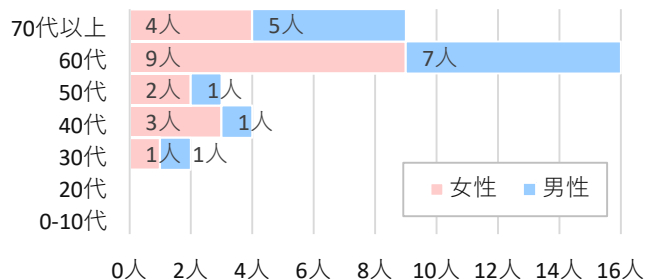 70代以上 4人 5人
60代 9人 7人
50代 2人 1人
40代 3人 1人
30代 1人 1人
20代
0-10代
女性 男性
0人 2人 4人 6人 8人 10人 12人 14人 16人